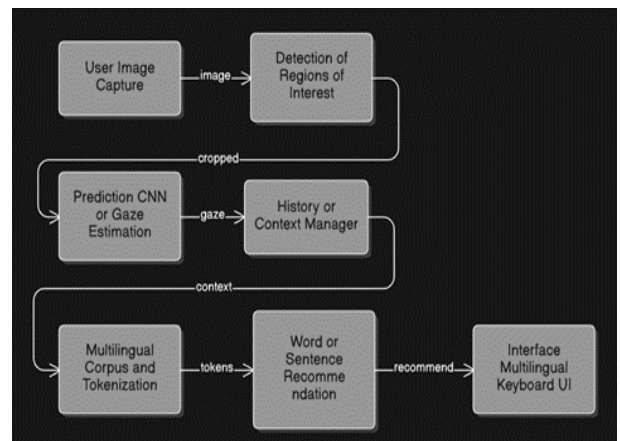 User Image
Capture
image
Detection of
Regions of
Interest
cropped
Prediction CNN
or Gaze
Estimation
gaze
History or
Context Manager
context
Multilingual
Corpus and
Tokenization
tokens
Word or
Sentence
Recomme
ndation
recommend
Interface
Multilingual
Keyboard UI